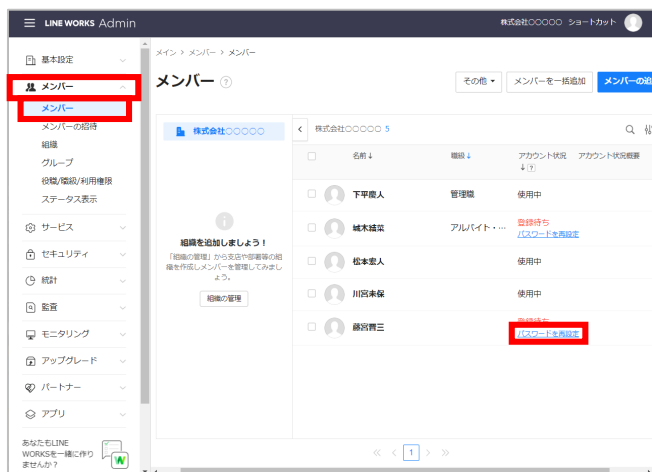 LINE WORKS Admin
株式会社〇〇〇〇〇 ショートカット
基本設定
メンバー
メンバー
メンバーの招待
組織
グループ
役職/職級/利用権限
ステータス表示
サービス
セキュリティ
統計
監査
モニタリング
アップグレード
パートナー
アプリ
あなたもLINE
WORKSを一緒に作り
ませんか？
W
メイン > メンバー > メンバー
メンバー ?
その他
メンバーを一括追加
メンバーの追
株式会社〇〇〇〇〇
組織を追加しましょう！
「組織の管理」から支店や部署等の組
織を作成しメンバーを管理してみまし
ょう。
組織の管理
株式会社〇〇〇〇〇 5
名前↓ 職級↓ アカウント状況 アカウント状況概要
↓ ?
下平慶人 管理職 使用中
城木結菜 アルバイト・… 登録待ち
パスワードを再設定
松本宏人 使用中
川宮未保 使用中
藤宮晋三 登録待ち
パスワードを再設定
« < 1 > »